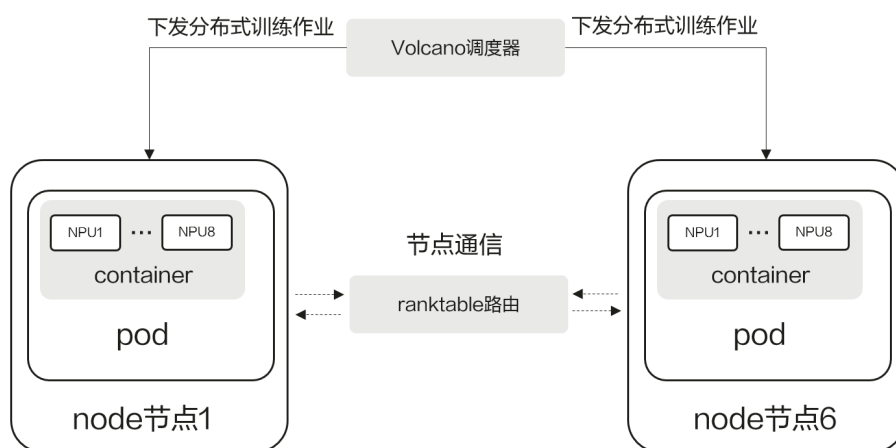 下发分布式训练作业
Volcano调度器
下发分布式训练作业
NPU1 ... NPU8
container
pod
node节点1
节点通信
ranktable路由
NPU1 ... NPU8
container
pod
node节点6